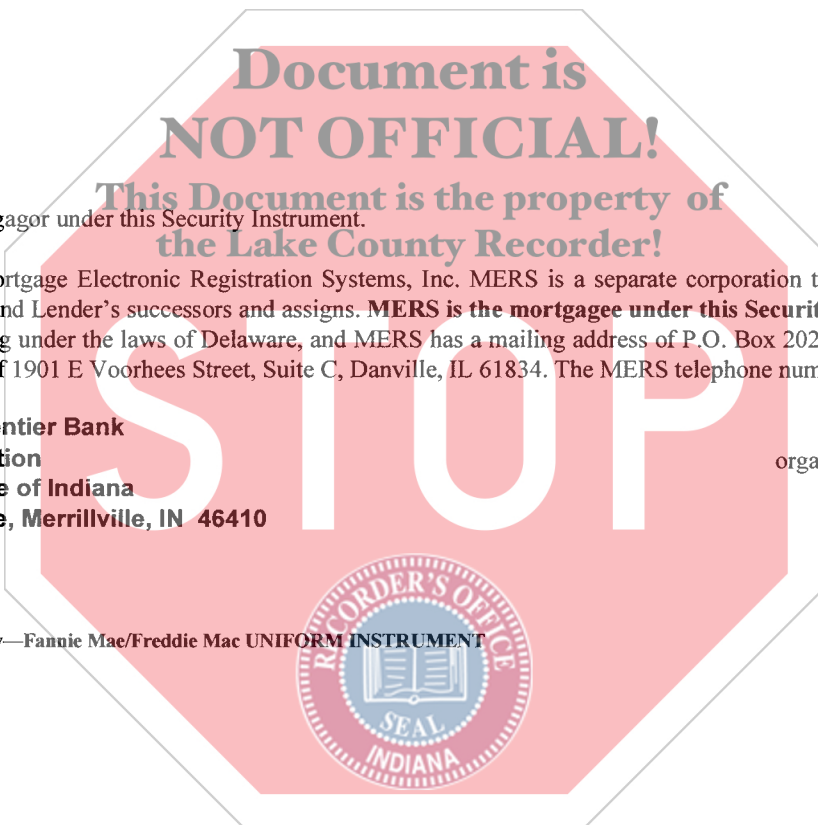 Document is
NOT OFFICIAL!
This Document is the property of
gagor under this Security Instrument.
the Lake County Recorder!
ortgage Electronic Registration Systems, Inc. MERS is a separate corporation t
nd Lender's successors and assigns. MERS is the mortgagee under this Securit
g under the laws of Delaware, and MERS has a mailing address of P.O. Box 202
f 1901 E Voorhees Street, Suite C, Danville, IL 61834. The MERS telephone num
STOP
ntier Bank
tion orga
e of Indiana
e, Merrillville, IN 46410
RECORDER'S OFFICE
y—Fannie Mae/Freddie Mac UNIFORM INSTRUMENT
SEAL
INDIANA